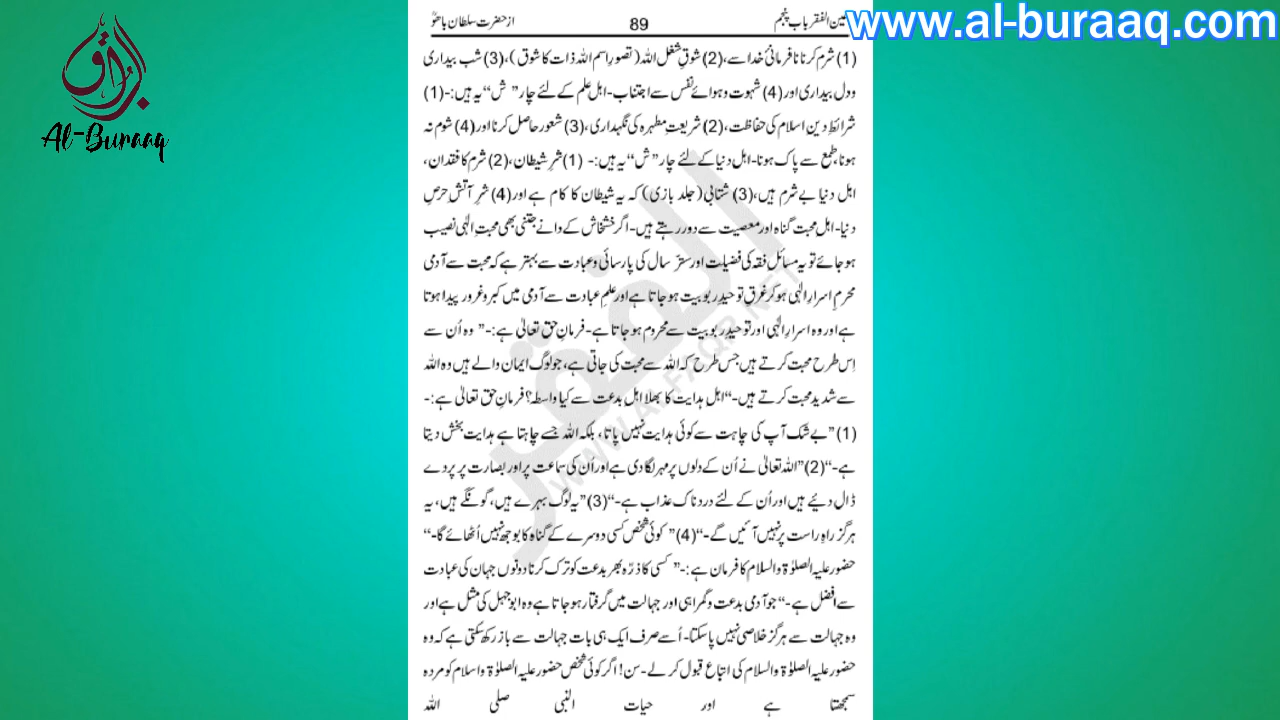 www.al-buraaq.com
براق
Al-Buraaq
عین الفقر باب پنجم 89 از حضرت سلطان باھوؒ
(1) شرم کرنا نافرمانیٔ خدا سے، (2) شوقِ شغل اللہ (تصورِ اسم اللہ ذات کا شوق)، (3) شب بیداری
و دل بیداری اور (4) شہوت و ہوائے نفس سے اجتناب - اہل علم کے لئے چار ”ش“ یہ ہیں :- (1)
شرائطِ دین اسلام کی حفاظت، (2) شریعتِ مطہرہ کی نگہداری، (3) شعور حاصل کرنا اور (4) شوم نہ
ہونا، طمع سے پاک ہونا - اہل دنیا کے لئے چار ”ش“ یہ ہیں :- (1) شرِ شیطان، (2) شرم کا فقدان،
اہل دنیا بے شرم ہیں، (3) شتابی (جلد بازی) کہ یہ شیطان کا کام ہے اور (4) شرِ آتش حرصِ
دنیا - اہل محبت گناہ اور معصیت سے دور رہتے ہیں - اگر خشخاش کے دانے جتنی بھی محبتِ الٰہی نصیب
ہو جائے تو یہ مسائل فقہ کی فضیلت اور ستر سال کی پارسائی و عبادت سے بہتر ہے کہ محبت سے آدمی
محرمِ اسرارِ الٰہی ہو کر غرقِ توحیدِ ربوبیت ہو جاتا ہے اور علمِ عبادت سے آدمی میں کبر و غرور پیدا ہوتا
ہے اور وہ اسرارِ الٰہی اور توحیدِ ربوبیت سے محروم ہو جاتا ہے - فرمانِ حق تعالیٰ ہے :- ” وہ اُن سے
اِس طرح محبت کرتے ہیں جس طرح کہ اللہ سے محبت کی جاتی ہے، جو لوگ ایمان والے ہیں وہ اللہ
سے شدید محبت کرتے ہیں -“ اہل ہدایت کا بھلا اہل بدعت سے کیا واسطہ؟ فرمانِ حق تعالیٰ ہے :-
(1) ”بے شک آپ کی چاہت سے کوئی ہدایت نہیں پاتا، بلکہ اللہ جسے چاہتا ہے ہدایت بخش دیتا
ہے -“ (2) ”اللہ تعالیٰ نے اُن کے دلوں پر مہر لگا دی ہے اور اُن کی سماعت پر اور بصارت پر پردے
ڈال دیئے ہیں اور اُن کے لئے دردناک عذاب ہے -“ (3) ”یہ لوگ بہرے ہیں، گونگے ہیں، یہ
ہرگز راہِ راست پر نہیں آئیں گے -“ (4) ” کوئی شخص کسی دوسرے کے گناہ کا بوجھ نہیں اُٹھائے گا -“
حضور علیہ الصلوٰۃ والسلام کا فرمان ہے :- ” کسی کا ذرّہ بھر بدعت کو ترک کرنا دونوں جہان کی عبادت
سے افضل ہے -“ جو آدمی بدعت و گمراہی اور جہالت میں گرفتار ہو جاتا ہے وہ ابوجہل کی مثل ہے اور
وہ جہالت سے ہرگز خلاصی نہیں پا سکتا - اُسے صرف ایک ہی بات جہالت سے باز رکھ سکتی ہے کہ وہ
حضور علیہ الصلوٰۃ والسلام کی اتباع قبول کر لے - سن! اگر کوئی شخص حضور علیہ الصلوٰۃ واسلام کو مردہ
سمجھتا ہے اور حیات النبی صلی اللہ